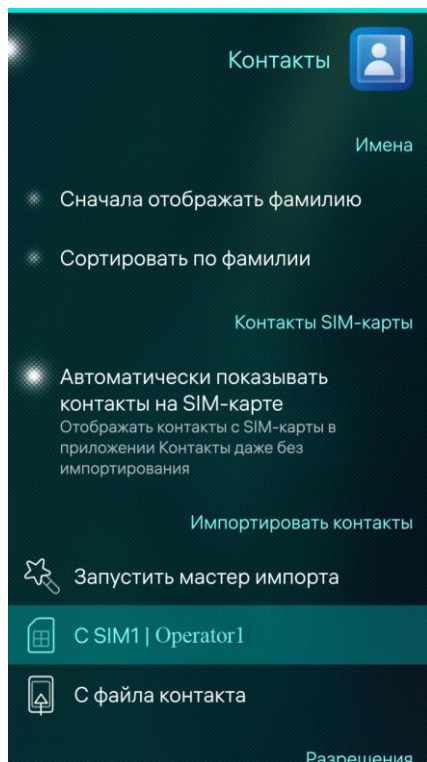 Контакты
Имена
Сначала отображать фамилию
Сортировать по фамилии
Контакты SIM-карты
Автоматически показывать
контакты на SIM-карте
Отображать контакты с SIM-карты в
приложении Контакты даже без
импортирования
Импортировать контакты
Запустить мастер импорта
С SIM1 | Operator1
С файла контакта
Разрешения